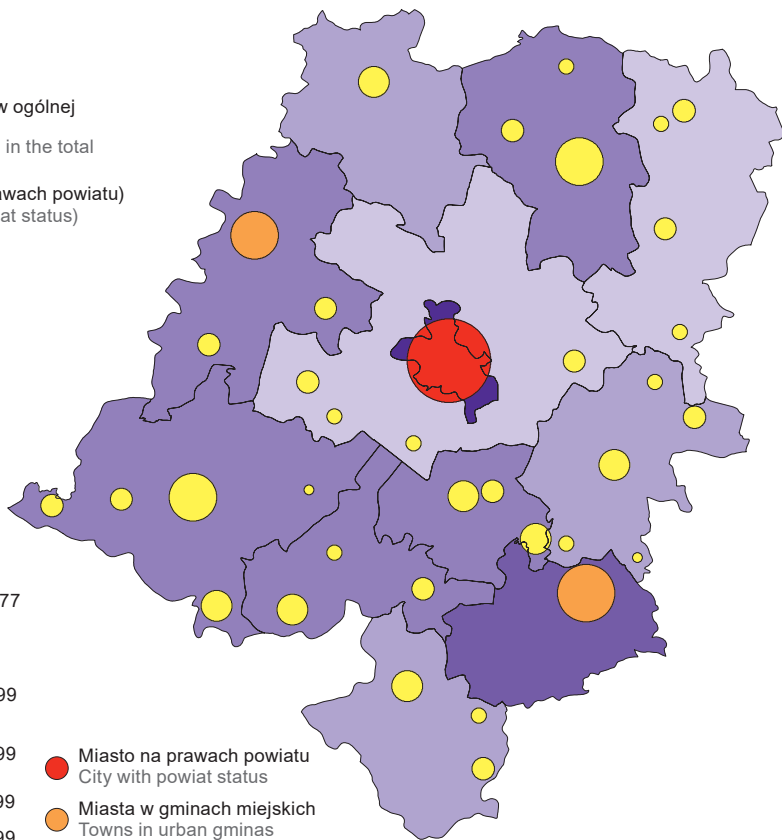 w ogólnej
in the total
awach powiatu)
at status)
77
99
99
99
99
Miasto na prawach powiatu
City with powiat status
Miasta w gminach miejskich
Towns in urban gminas